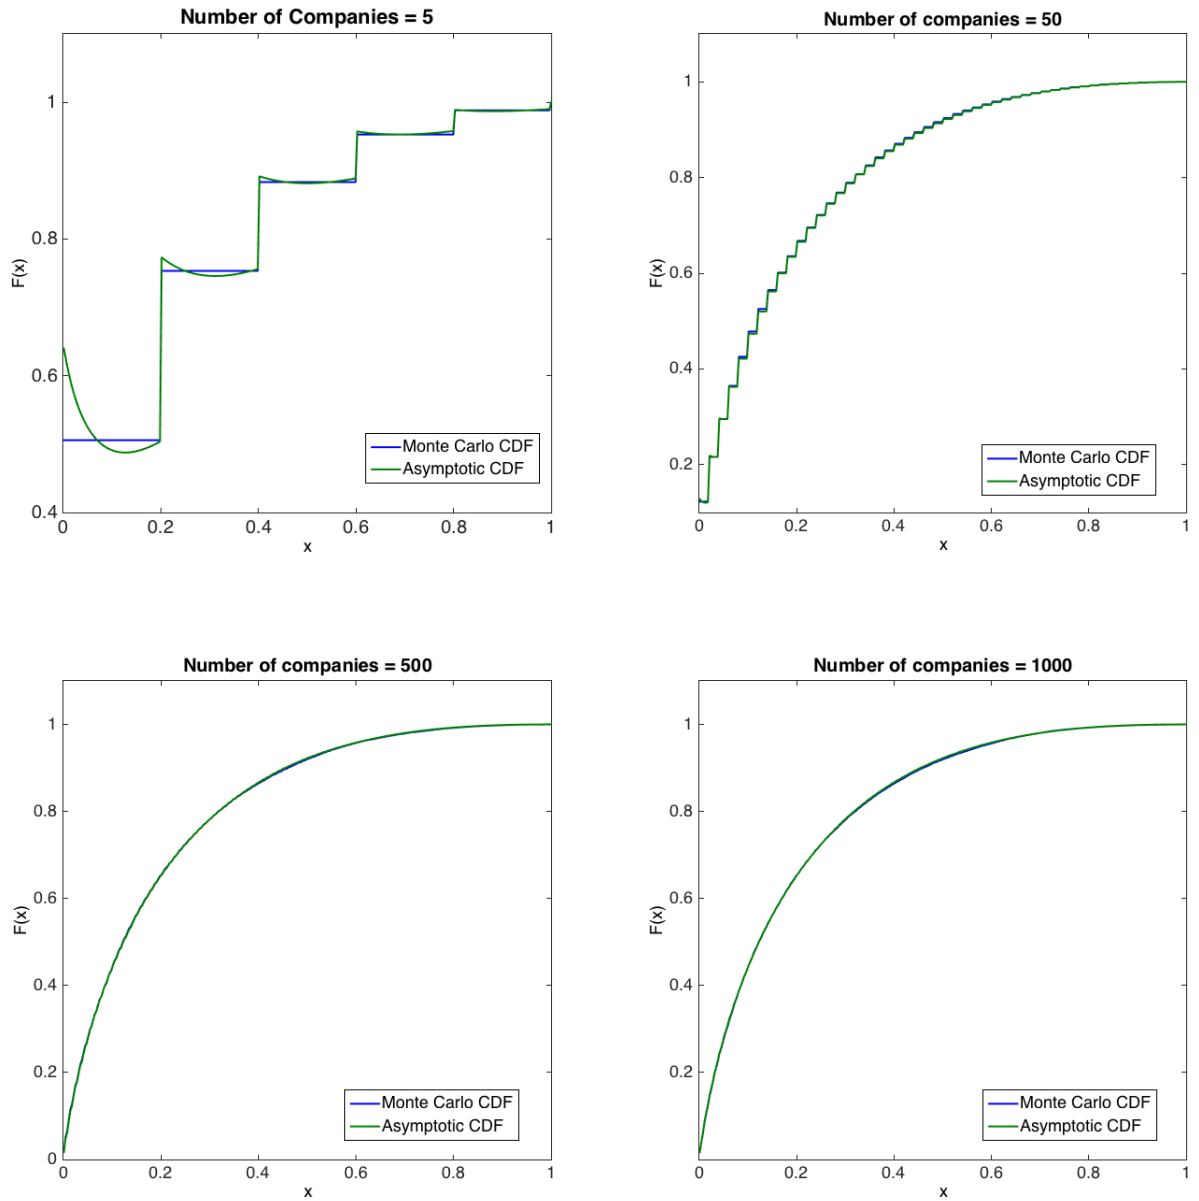 Number of Companies = 5
1
0.8
0.6
0.4
F(x)
0
0.2
0.4
0.6
0.8
1
x
Monte Carlo CDF
Asymptotic CDF
Number of companies = 50
1
0.8
0.6
0.4
0.2
F(x)
0
0.2
0.4
0.6
0.8
1
x
Monte Carlo CDF
Asymptotic CDF
Number of companies = 500
1
0.8
0.6
0.4
0.2
0
F(x)
0
0.2
0.4
0.6
0.8
1
x
Monte Carlo CDF
Asymptotic CDF
Number of companies = 1000
1
0.8
0.6
0.4
0.2
F(x)
0
0.2
0.4
0.6
0.8
1
x
Monte Carlo CDF
Asymptotic CDF